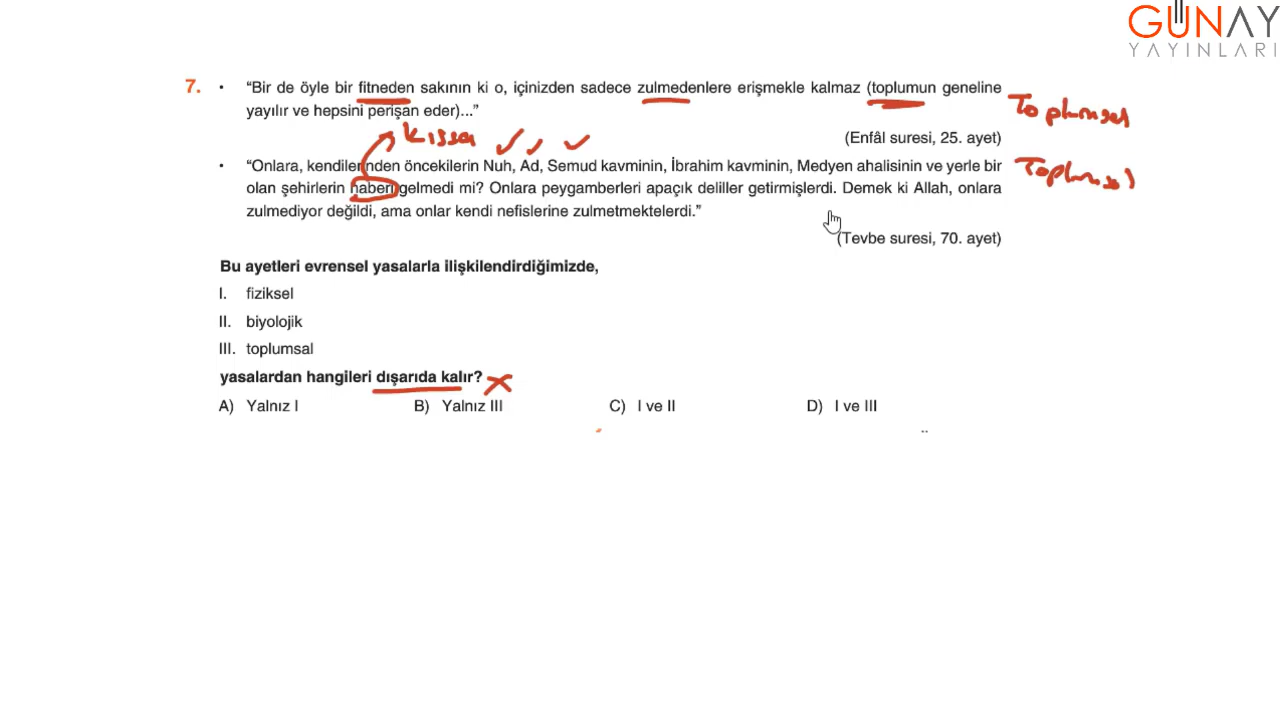 GÜNAY
YAYINLARI
7. • "Bir de öyle bir fitneden sakının ki o, içinizden sadece zulmedenlere erişmekle kalmaz (toplumun geneline
yayılır ve hepsini perişan eder)..."
Toplumsal
Kıssa
(Enfâl suresi, 25. ayet)
• "Onlara, kendilerinden öncekilerin Nuh, Ad, Semud kavminin, İbrahim kavminin, Medyen ahalisinin ve yerle bir
Toplumsal
olan şehirlerin haberi gelmedi mi? Onlara peygamberleri apaçık deliller getirmişlerdi. Demek ki Allah, onlara
zulmediyor değildi, ama onlar kendi nefislerine zulmetmektelerdi."
(Tevbe suresi, 70. ayet)
Bu ayetleri evrensel yasalarla ilişkilendirdiğimizde,
I. fiziksel
II. biyolojik
III. toplumsal
yasalardan hangileri dışarıda kalır?
A) Yalnız I B) Yalnız III C) I ve II D) I ve III